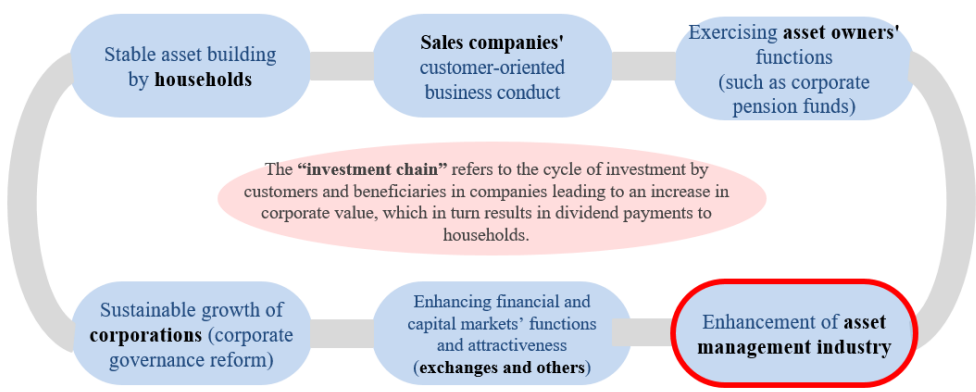 Stable asset building
by households
Sales companies'
customer-oriented
business conduct
Exercising asset owners'
functions
(such as corporate
pension funds)
The “investment chain” refers to the cycle of investment by
customers and beneficiaries in companies leading to an increase in
corporate value, which in turn results in dividend payments to
households.
Sustainable growth of
corporations (corporate
governance reform)
Enhancing financial and
capital markets’ functions
and attractiveness
(exchanges and others)
Enhancement of asset
management industry